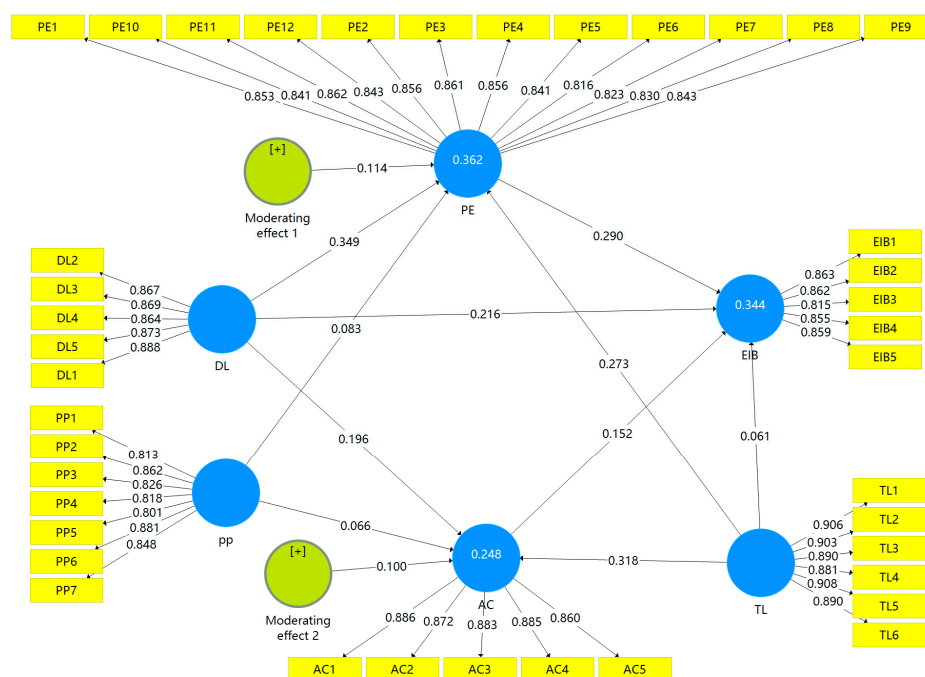 PE1 PE10 PE11 PE12 PE2 PE3 PE4 PE5 PE6 PE7 PE8 PE9
0.853 0.841 0.862 0.843 0.856 0.861 0.856 0.841 0.816 0.823 0.830 0.843
[+]
0.114
0.362
PE
Moderating
effect 1
0.349
0.290
DL2
DL3
DL4
DL5
DL1
0.867
0.869
0.864
0.873
0.888
DL
0.083
0.216
0.273
0.344
EIB
EIB1
EIB2
EIB3
EIB4
EIB5
0.863
0.862
0.815
0.855
0.859
0.196
0.152
0.061
PP1
PP2
PP3
PP4
PP5
PP6
PP7
0.813
0.862
0.826
0.818
0.801
0.881
0.848
pp
0.066
[+]
0.100
Moderating
effect 2
0.248
AC
0.318
TL
TL1
TL2
TL3
TL4
TL5
TL6
0.906
0.903
0.890
0.881
0.908
0.890
0.886 0.872 0.883 0.885 0.860
AC1 AC2 AC3 AC4 AC5